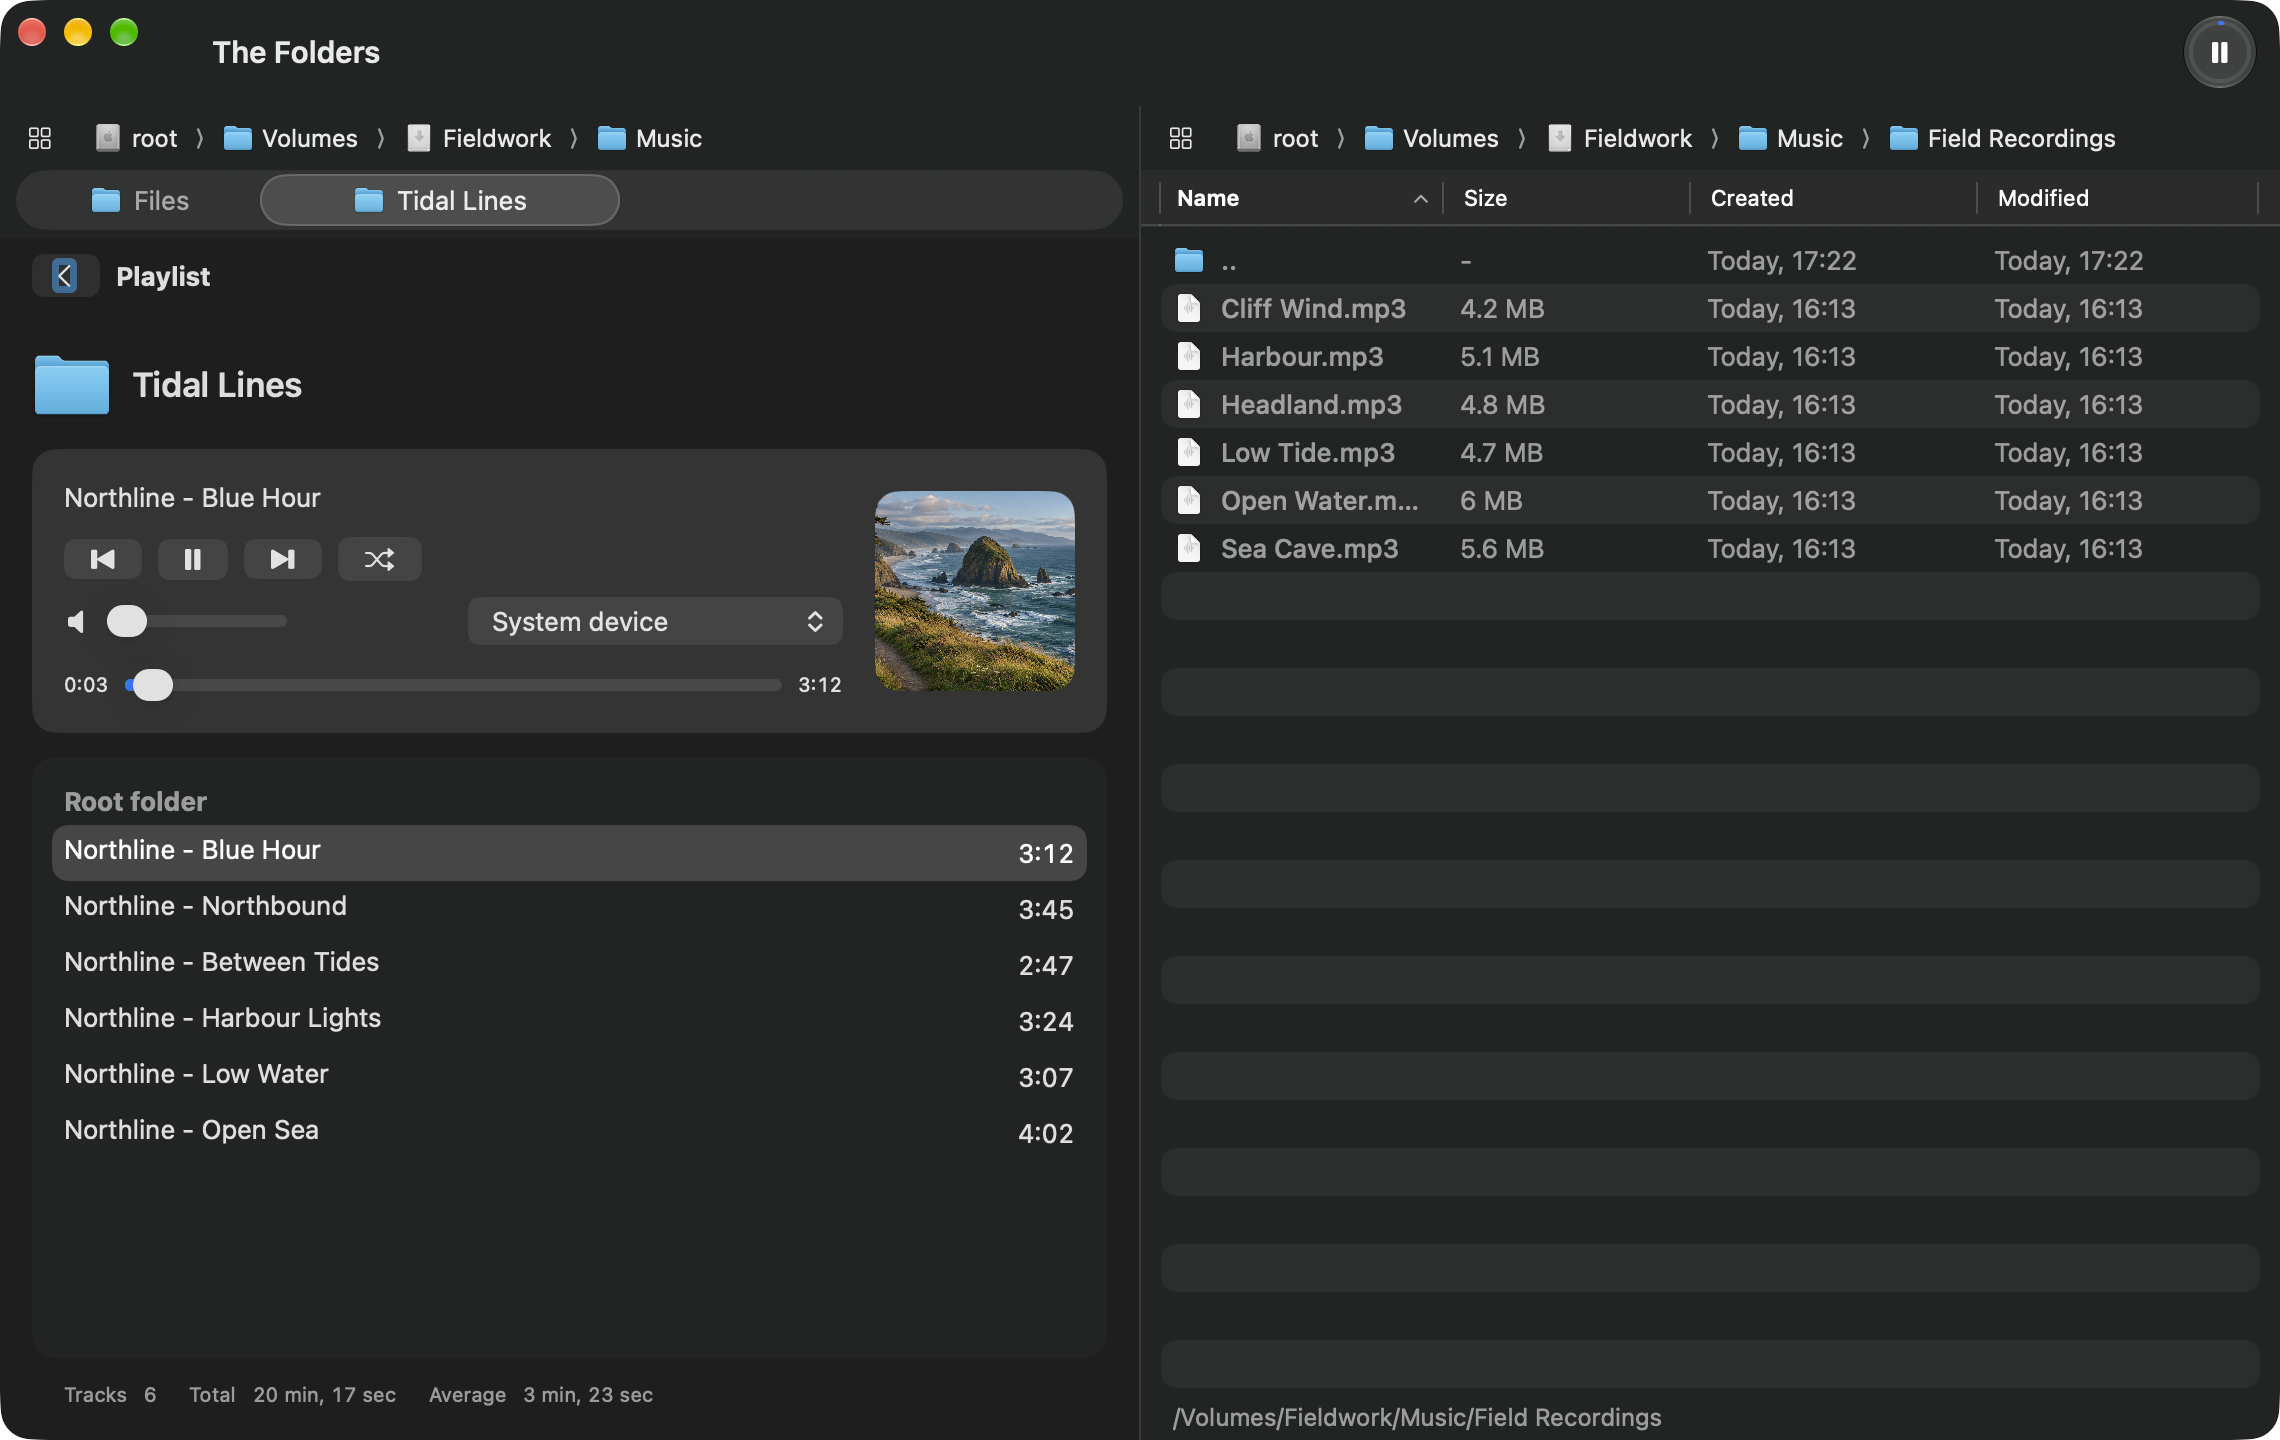 The Folders
root 〉 Volumes 〉 Fieldwork 〉 Music
Files
Tidal Lines
Playlist
Tidal Lines
Northline - Blue Hour
System device
0:03
3:12
Root folder
Northline - Blue Hour 3:12
Northline - Northbound 3:45
Northline - Between Tides 2:47
Northline - Harbour Lights 3:24
Northline - Low Water 3:07
Northline - Open Sea 4:02
Tracks 6 Total 20 min, 17 sec Average 3 min, 23 sec
root 〉 Volumes 〉 Fieldwork 〉 Music 〉 Field Recordings
Name Size Created Modified
.. - Today, 17:22 Today, 17:22
Cliff Wind.mp3 4.2 MB Today, 16:13 Today, 16:13
Harbour.mp3 5.1 MB Today, 16:13 Today, 16:13
Headland.mp3 4.8 MB Today, 16:13 Today, 16:13
Low Tide.mp3 4.7 MB Today, 16:13 Today, 16:13
Open Water.m... 6 MB Today, 16:13 Today, 16:13
Sea Cave.mp3 5.6 MB Today, 16:13 Today, 16:13
/Volumes/Fieldwork/Music/Field Recordings